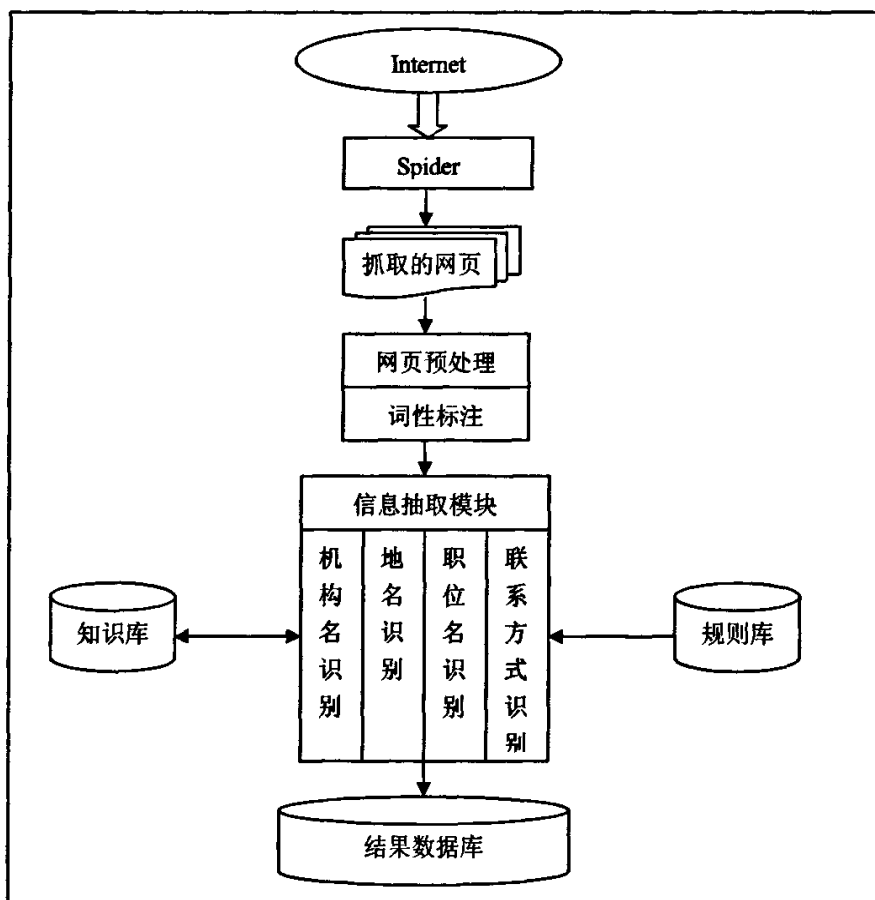 Internet
Spider
抓取的网页
网页预处理
词性标注
信息抽取模块
机构名识别
地名识别
职位名识别
联系方式识别
知识库
规则库
结果数据库